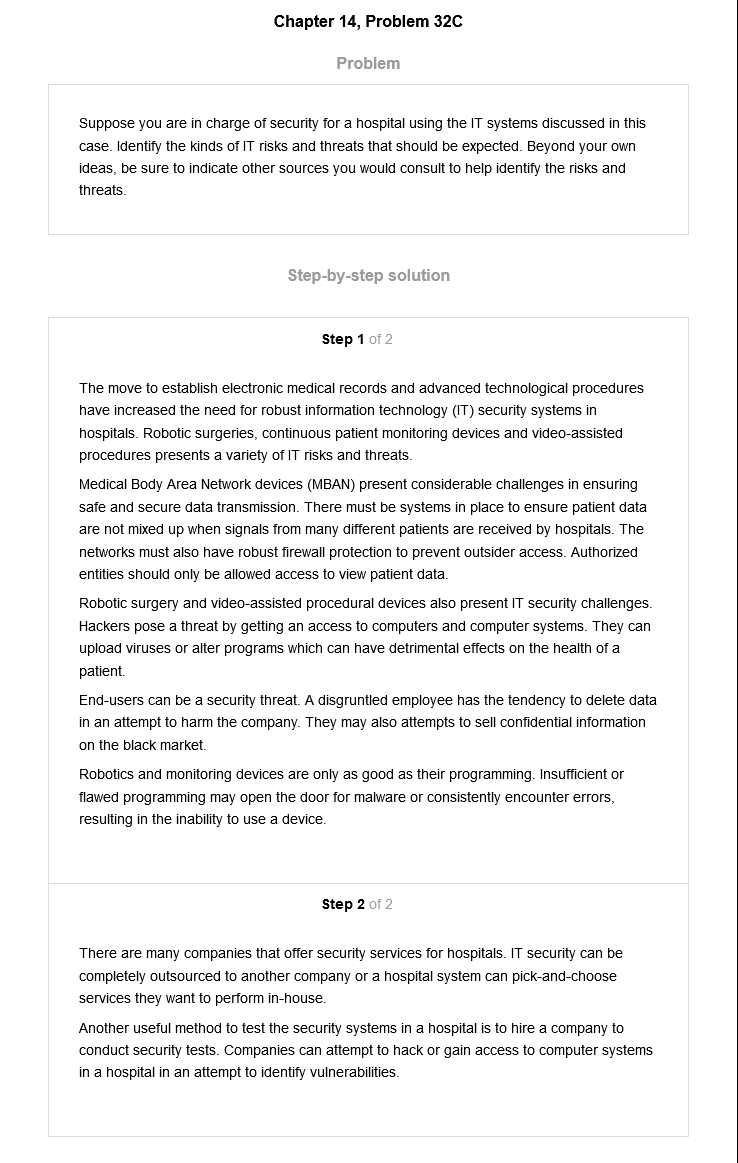 Chapter 14, Problem 32C
Problem
Suppose you are in charge of security for a hospital using the IT systems discussed in this
case. Identify the kinds of IT risks and threats that should be expected. Beyond your own
ideas, be sure to indicate other sources you would consult to help identify the risks and
threats.
Step-by-step solution
Step 1 of 2
The move to establish electronic medical records and advanced technological procedures
have increased the need for robust information technology (IT) security systems in
hospitals. Robotic surgeries, continuous patient monitoring devices and video-assisted
procedures presents a variety of IT risks and threats.
Medical Body Area Network devices (MBAN) present considerable challenges in ensuring
safe and secure data transmission. There must be systems in place to ensure patient data
are not mixed up when signals from many different patients are received by hospitals. The
networks must also have robust firewall protection to prevent outsider access. Authorized
entities should only be allowed access to view patient data.
Robotic surgery and video-assisted procedural devices also present IT security challenges.
Hackers pose a threat by getting an access to computers and computer systems. They can
upload viruses or alter programs which can have detrimental effects on the health of a
patient.
End-users can be a security threat. A disgruntled employee has the tendency to delete data
in an attempt to harm the company. They may also attempts to sell confidential information
on the black market.
Robotics and monitoring devices are only as good as their programming. Insufficient or
flawed programming may open the door for malware or consistently encounter errors,
resulting in the inability to use a device.
Step 2 of 2
There are many companies that offer security services for hospitals. IT security can be
completely outsourced to another company or a hospital system can pick-and-choose
services they want to perform in-house.
Another useful method to test the security systems in a hospital is to hire a company to
conduct security tests. Companies can attempt to hack or gain access to computer systems
in a hospital in an attempt to identify vulnerabilities.